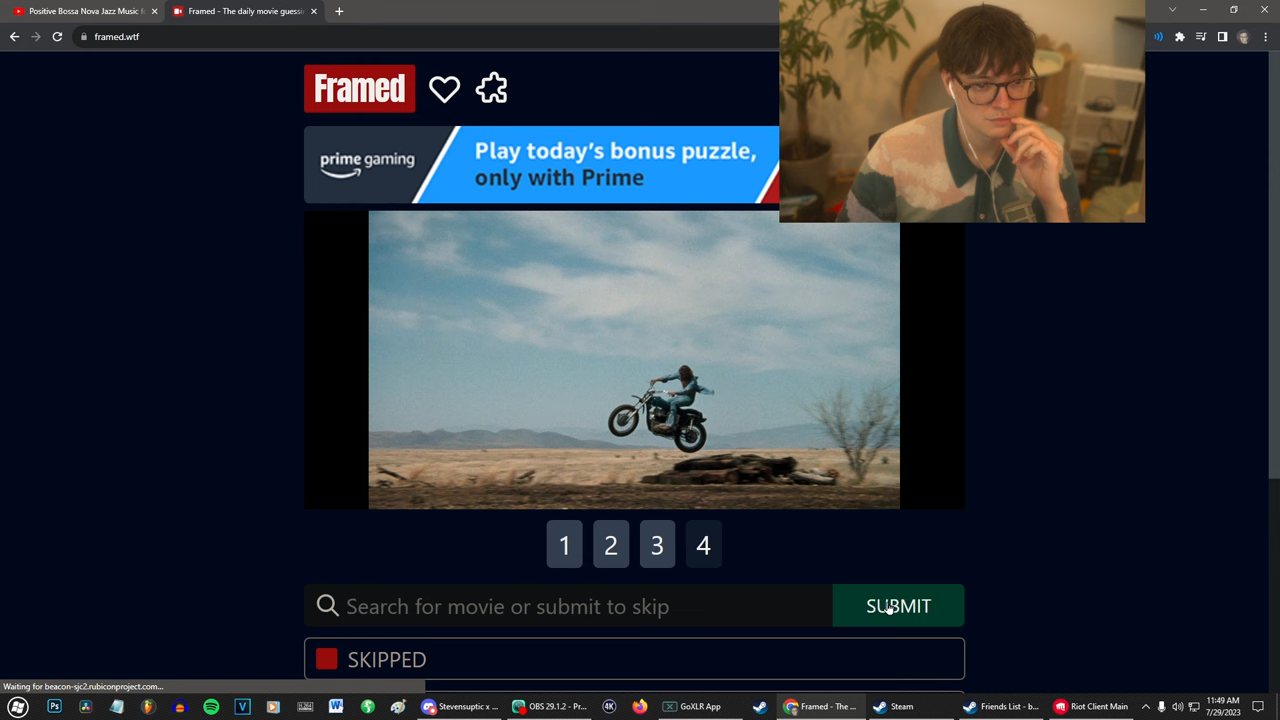 Positive Bossa Nova Jazz Music f
Framed - The daily movie guessi
framed.wtf
Framed
prime gaming
Play today's bonus puzzle,
only with Prime
1 2 3 4
Search for movie or submit to skip
SUBMIT
SKIPPED
Waiting for beacon-sjc2.rubiconproject.com...
Stevensuptic x ...
OBS 29.1.2 - Pr...
4K
GoXLR App
Framed - The ...
Steam
Friends List - b...
Riot Client Main
11:49 AM
7/29/2023